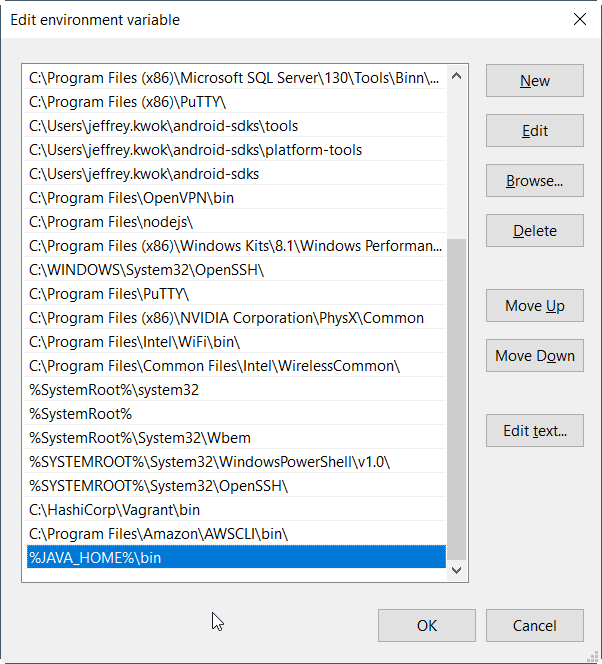 Edit environment variable
C:\Program Files (x86)\Microsoft SQL Server\130\Tools\Binn\...
C:\Program Files (x86)\PuTTY\
C:\Users\jeffrey.kwok\android-sdks\tools
C:\Users\jeffrey.kwok\android-sdks\platform-tools
C:\Users\jeffrey.kwok\android-sdks
C:\Program Files\OpenVPN\bin
C:\Program Files\nodejs\
C:\Program Files (x86)\Windows Kits\8.1\Windows Performan...
C:\WINDOWS\System32\OpenSSH\
C:\Program Files\PuTTY\
C:\Program Files (x86)\NVIDIA Corporation\PhysX\Common
C:\Program Files\Intel\WiFi\bin\
C:\Program Files\Common Files\Intel\WirelessCommon\
%SystemRoot%\system32
%SystemRoot%
%SystemRoot%\System32\Wbem
%SYSTEMROOT%\System32\WindowsPowerShell\v1.0\
%SYSTEMROOT%\System32\OpenSSH\
C:\HashiCorp\Vagrant\bin
C:\Program Files\Amazon\AWSCLI\bin\
%JAVA_HOME%\bin
New
Edit
Browse...
Delete
Move Up
Move Down
Edit text...
OK
Cancel